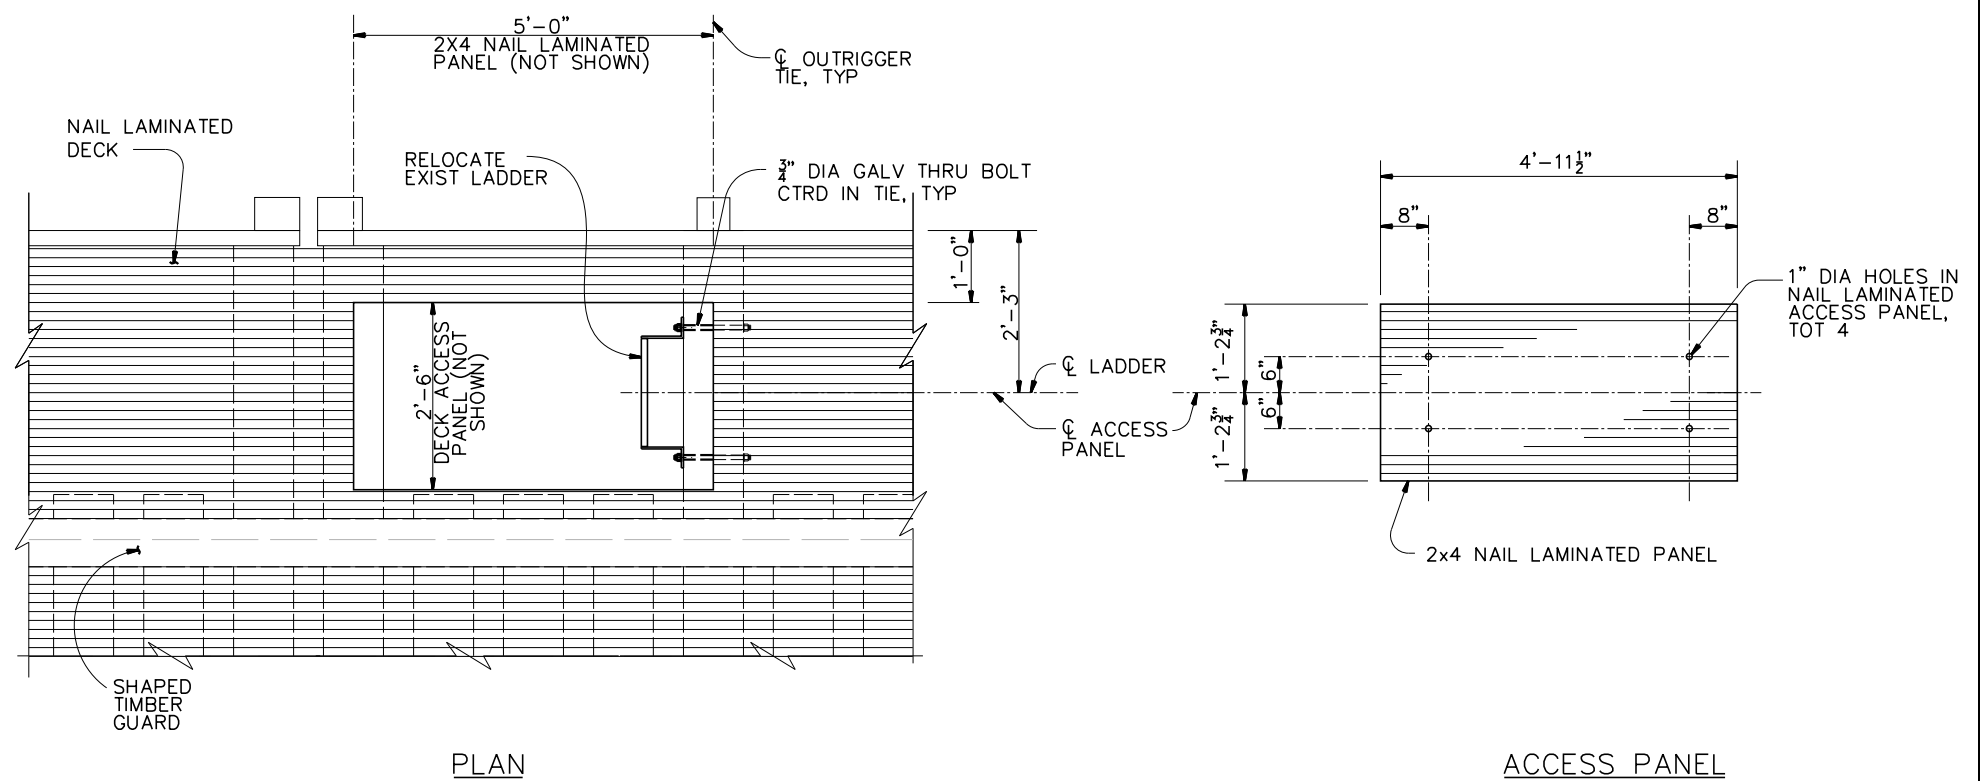 5'-0"
2X4 NAIL LAMINATED
PANEL (NOT SHOWN)
℄ OUTRIGGER
TIE, TYP
NAIL LAMINATED
DECK
RELOCATE
EXIST LADDER
¾" DIA GALV THRU BOLT
CTRD IN TIE, TYP
1'-0"
2'-3"
2'-6"
DECK ACCESS
PANEL (NOT
SHOWN)
℄ LADDER
℄ ACCESS
PANEL
SHAPED
TIMBER
GUARD
PLAN
4'-11½"
8"
8"
1'-2¾"
1'-2¾"
6"
6"
1" DIA HOLES IN
NAIL LAMINATED
ACCESS PANEL,
TOT 4
2x4 NAIL LAMINATED PANEL
ACCESS PANEL